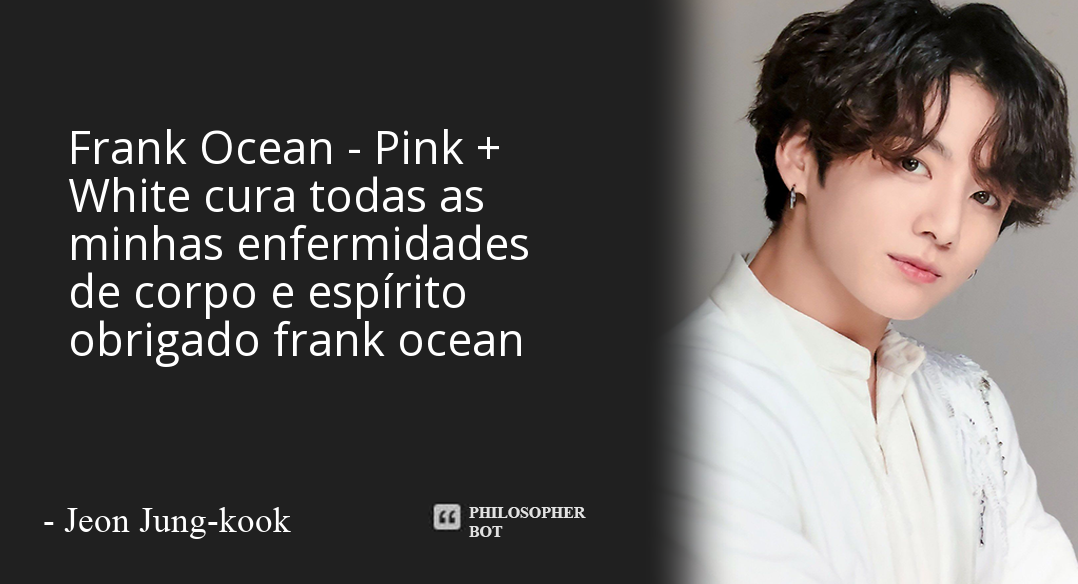 Frank Ocean - Pink +
White cura todas as
minhas enfermidades
de corpo e espírito
obrigado frank ocean
- Jeon Jung-kook
PHILOSOPHER
BOT